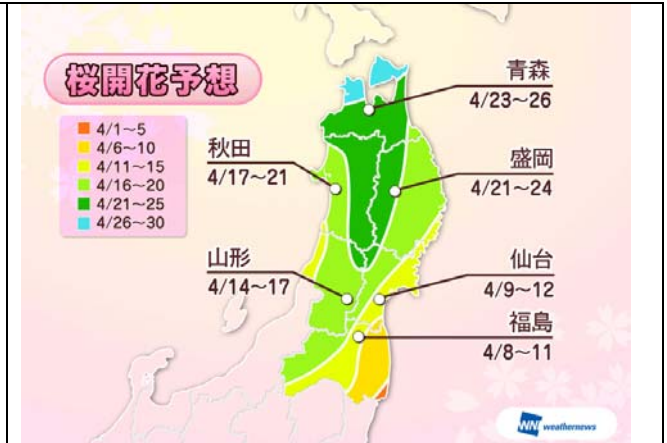 桜開花予想
4/1～5
4/6～10
4/11～15
4/16～20
4/21～25
4/26～30
青森
4/23～26
秋田
4/17～21
盛岡
4/21～24
山形
4/14～17
仙台
4/9～12
福島
4/8～11
WNI weathernews